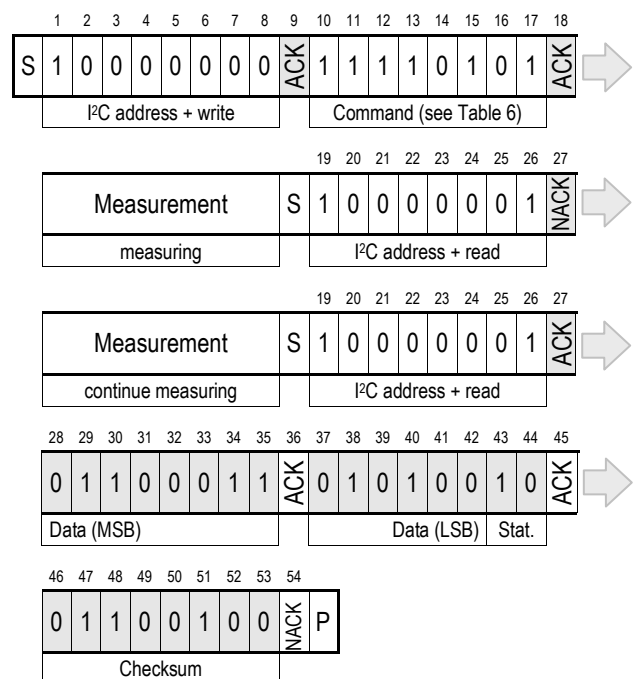 1 2 3 4 5 6 7 8 9 10 11 12 13 14 15 16 17 18
S 1 0 0 0 0 0 0 0 ACK 1 1 1 1 0 1 0 1 ACK
I²C address + write Command (see Table 6)
19 20 21 22 23 24 25 26 27
Measurement S 1 0 0 0 0 0 0 1 NACK
measuring I²C address + read
19 20 21 22 23 24 25 26 27
Measurement S 1 0 0 0 0 0 0 1 ACK
continue measuring I²C address + read
28 29 30 31 32 33 34 35 36 37 38 39 40 41 42 43 44 45
0 1 1 0 0 0 1 1 ACK 0 1 0 1 0 0 1 0 ACK
Data (MSB) Data (LSB) Stat.
46 47 48 49 50 51 52 53 54
0 1 1 0 0 1 0 0 NACK P
Checksum